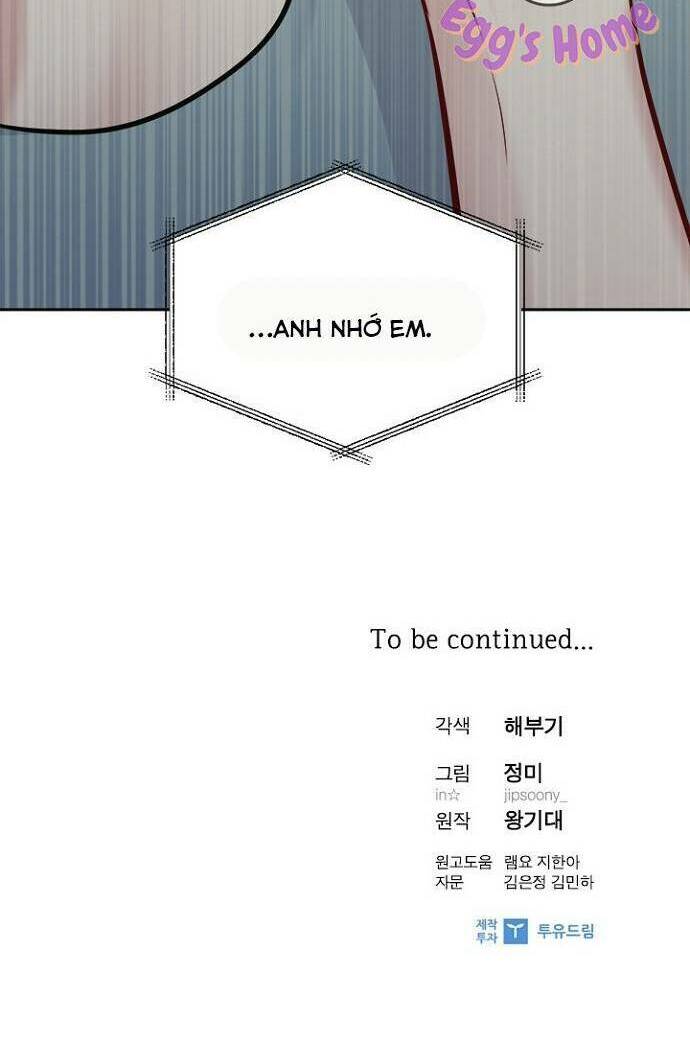 Egg's Home
...ANH NHỚ EM.
To be continued...
각색 해부기
그림 정미
in☆ jipsoony_
원작 왕기대
원고도움 램요 지한아
자문 김은정 김민하
제작
투자 투유드림